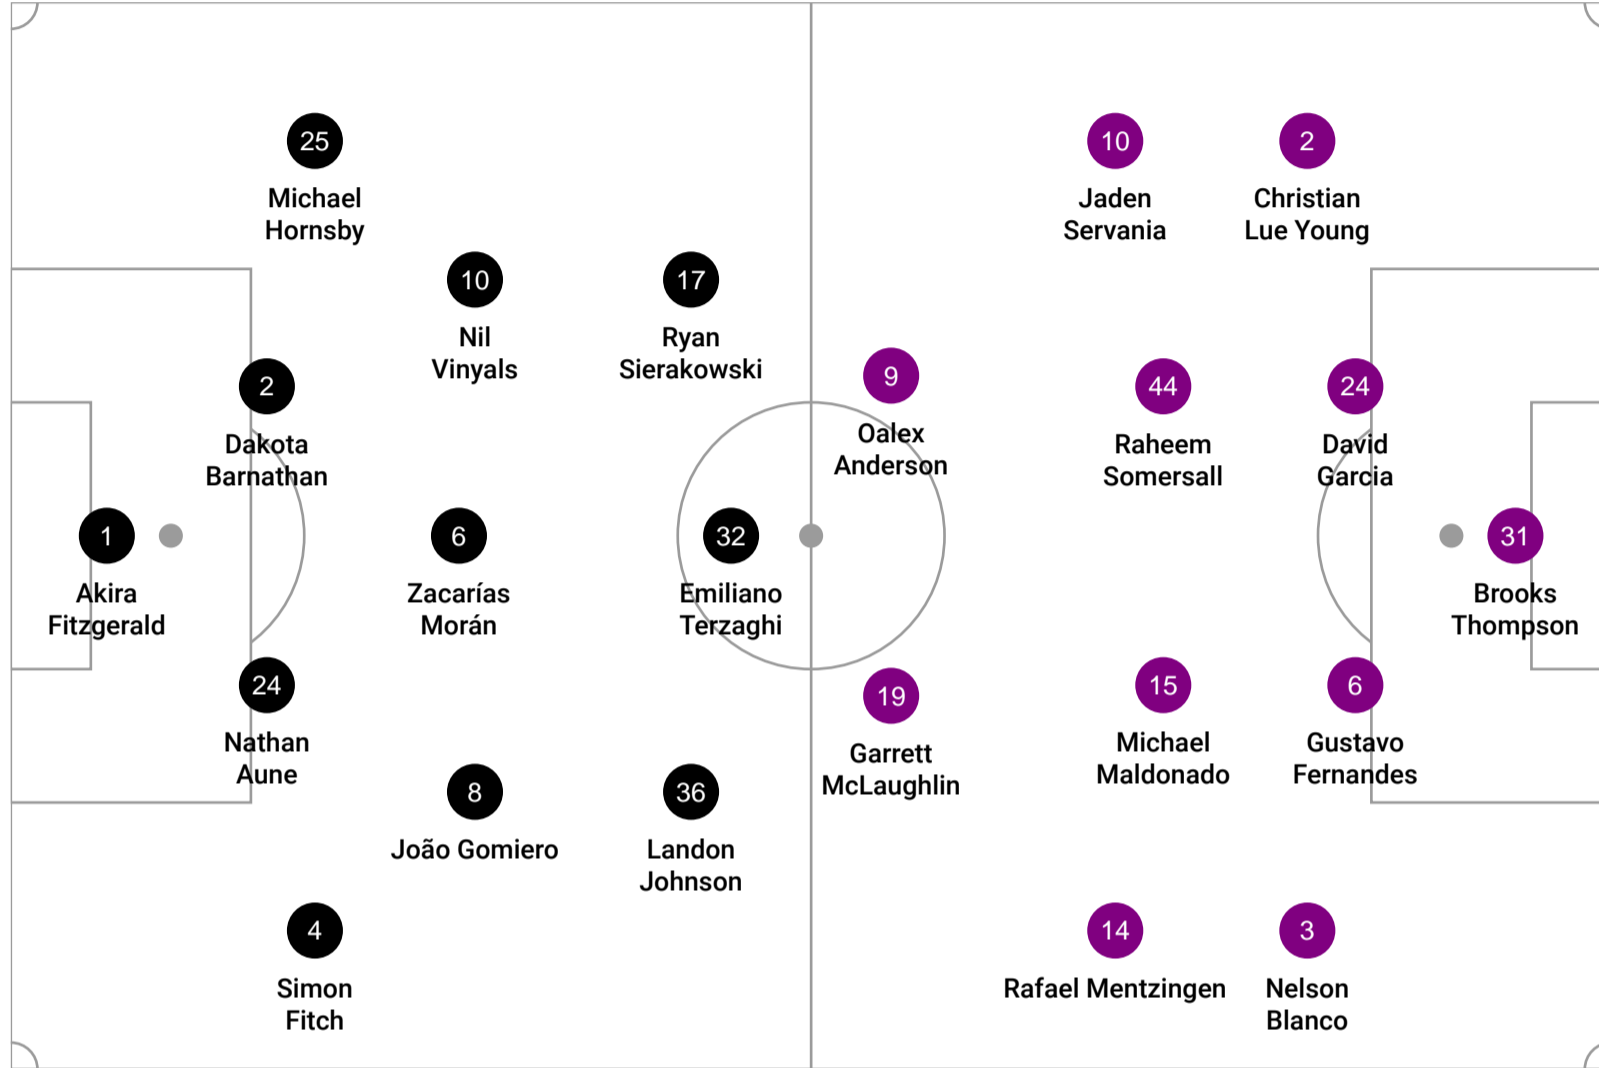 25
Michael
Hornsby
10
Nil
Vinyals
17
Ryan
Sierakowski
2
Dakota
Barnathan
1
Akira
Fitzgerald
6
Zacarías
Morán
32
Emiliano
Terzaghi
24
Nathan
Aune
8
João Gomiero
36
Landon
Johnson
4
Simon
Fitch
10
Jaden
Servania
2
Christian
Lue Young
9
Oalex
Anderson
44
Raheem
Somersall
24
David
Garcia
31
Brooks
Thompson
19
Garrett
McLaughlin
15
Michael
Maldonado
6
Gustavo
Fernandes
14
Rafael Mentzingen
3
Nelson
Blanco